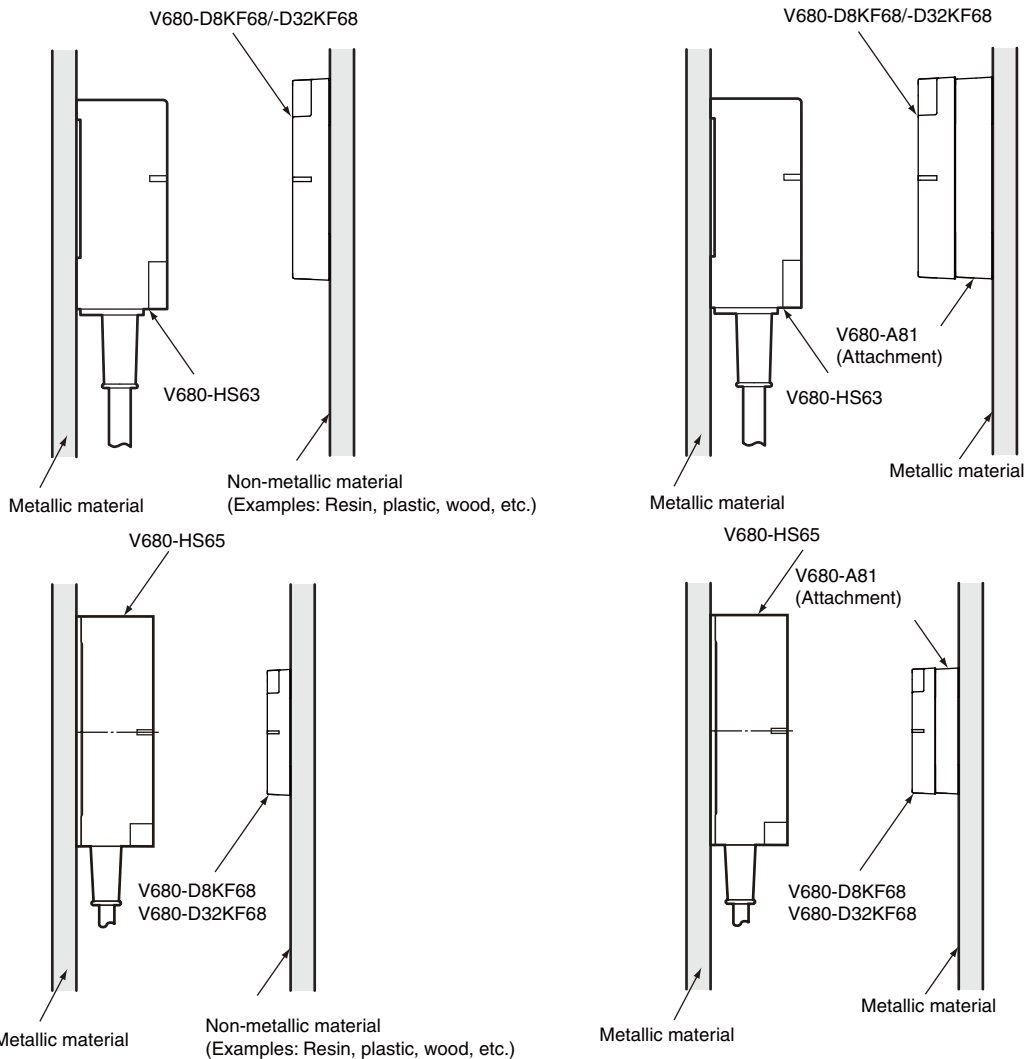 V680-D8KF68/-D32KF68
V680-HS63
Metallic material
Non-metallic material
(Examples: Resin, plastic, wood, etc.)
V680-D8KF68/-D32KF68
V680-A81
(Attachment)
V680-HS63
Metallic material
Metallic material
V680-HS65
V680-D8KF68
V680-D32KF68
Metallic material
Non-metallic material
(Examples: Resin, plastic, wood, etc.)
V680-HS65
V680-A81
(Attachment)
V680-D8KF68
V680-D32KF68
Metallic material
Metallic material